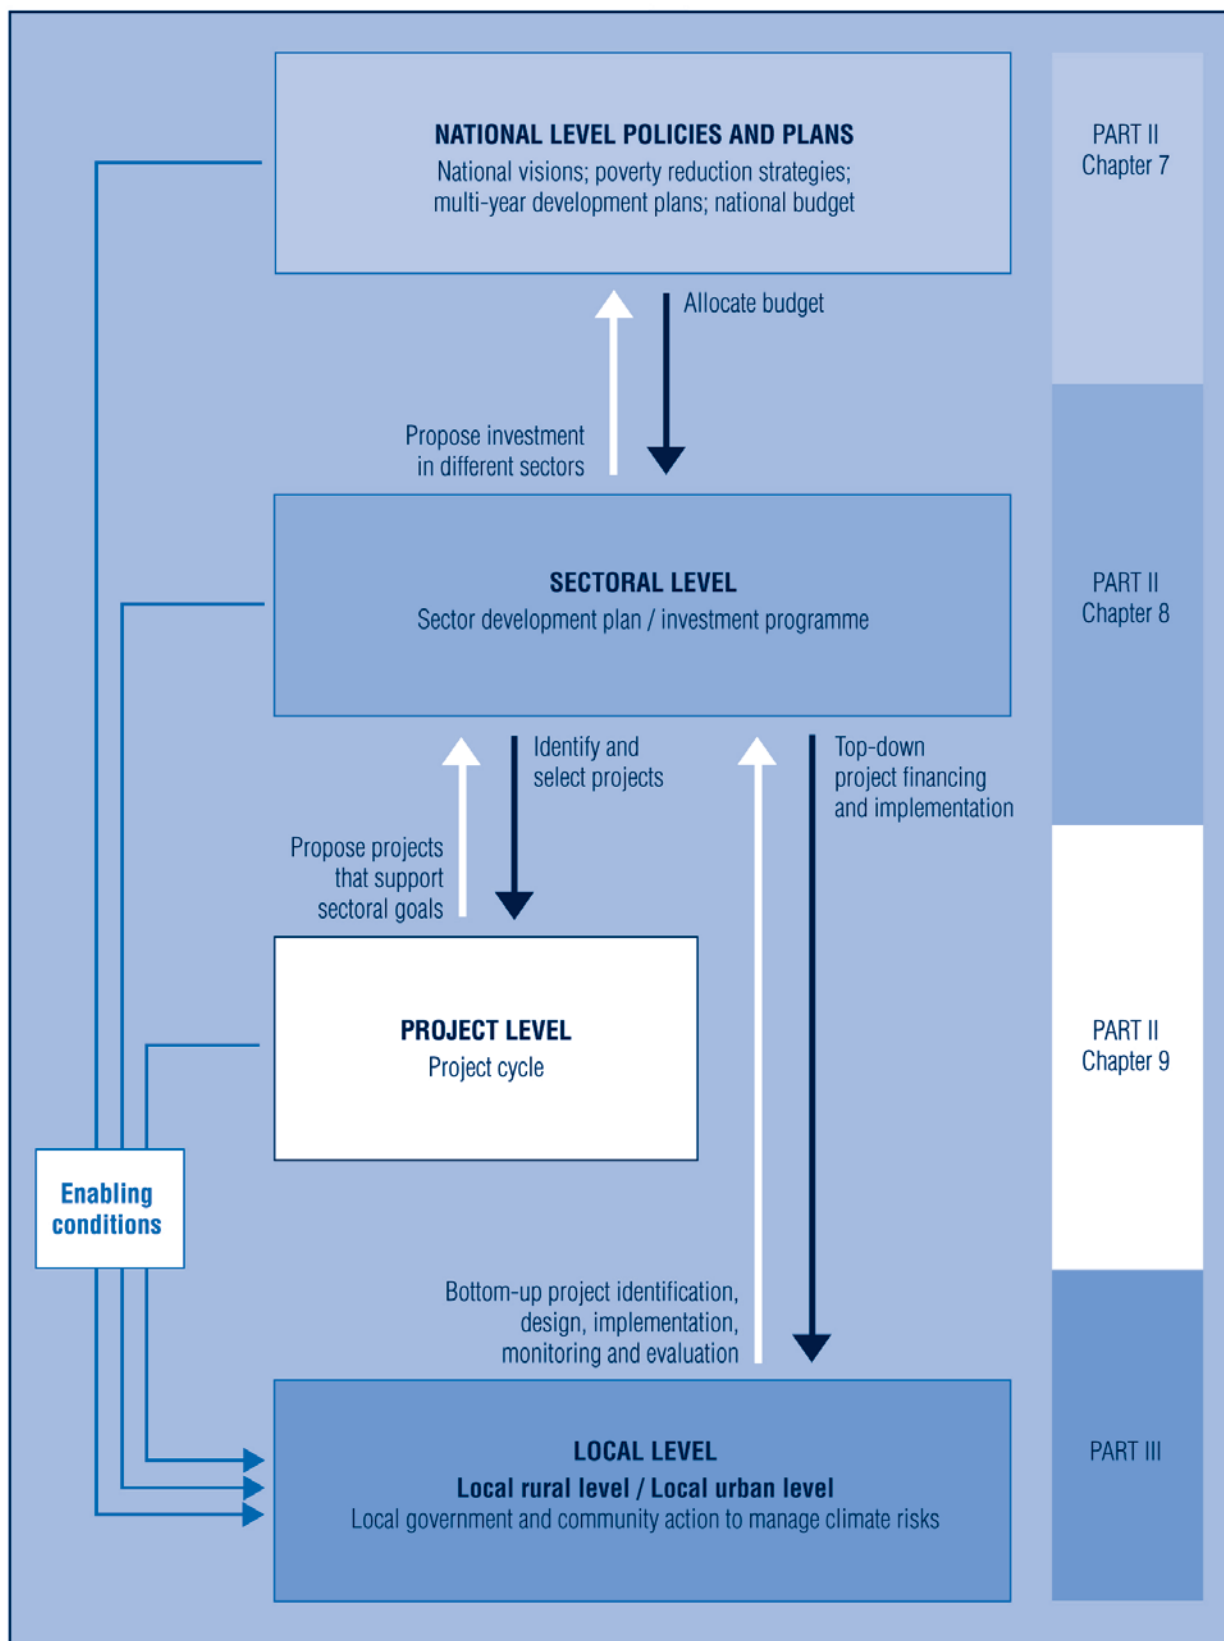 NATIONAL LEVEL POLICIES AND PLANS
National visions; poverty reduction strategies;
multi-year development plans; national budget
PART II
Chapter 7
Allocate budget
Propose investment
in different sectors
SECTORAL LEVEL
Sector development plan / investment programme
PART II
Chapter 8
Identify and
select projects
Top-down
project financing
and implementation
Propose projects
that support
sectoral goals
PROJECT LEVEL
Project cycle
PART II
Chapter 9
Enabling
conditions
Bottom-up project identification,
design, implementation,
monitoring and evaluation
LOCAL LEVEL
Local rural level / Local urban level
Local government and community action to manage climate risks
PART III